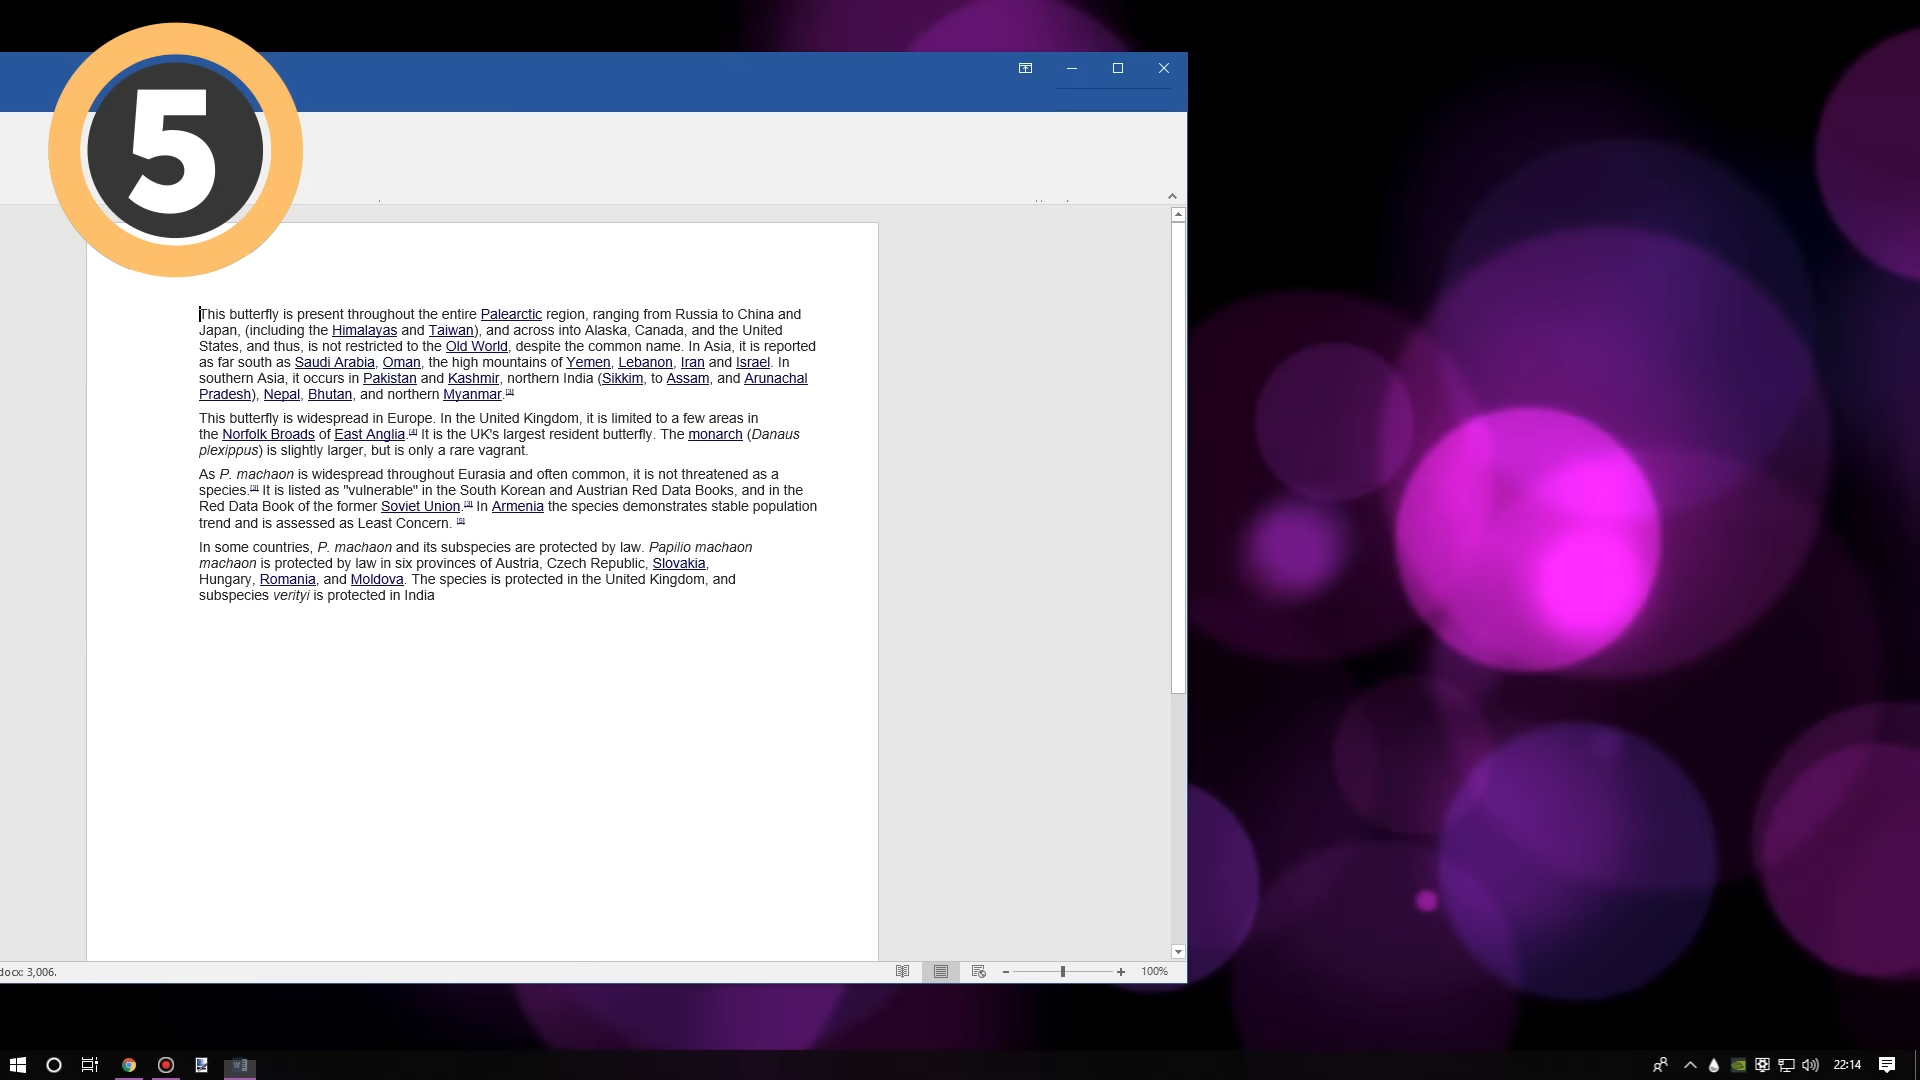 5
This butterfly is present throughout the entire Palearctic region, ranging from Russia to China and
Japan, (including the Himalayas and Taiwan), and across into Alaska, Canada, and the United
States, and thus, is not restricted to the Old World, despite the common name. In Asia, it is reported
as far south as Saudi Arabia, Oman, the high mountains of Yemen, Lebanon, Iran and Israel. In
southern Asia, it occurs in Pakistan and Kashmir, northern India (Sikkim, to Assam, and Arunachal
Pradesh), Nepal, Bhutan, and northern Myanmar.[3]
This butterfly is widespread in Europe. In the United Kingdom, it is limited to a few areas in
the Norfolk Broads of East Anglia.[4] It is the UK's largest resident butterfly. The monarch (Danaus
plexippus) is slightly larger, but is only a rare vagrant.
As P. machaon is widespread throughout Eurasia and often common, it is not threatened as a
species.[3] It is listed as "vulnerable" in the South Korean and Austrian Red Data Books, and in the
Red Data Book of the former Soviet Union.[3] In Armenia the species demonstrates stable population
trend and is assessed as Least Concern. [5]
In some countries, P. machaon and its subspecies are protected by law. Papilio machaon
machaon is protected by law in six provinces of Austria, Czech Republic, Slovakia,
Hungary, Romania, and Moldova. The species is protected in the United Kingdom, and
subspecies verityi is protected in India
docx: 3,006.
100%
22:14